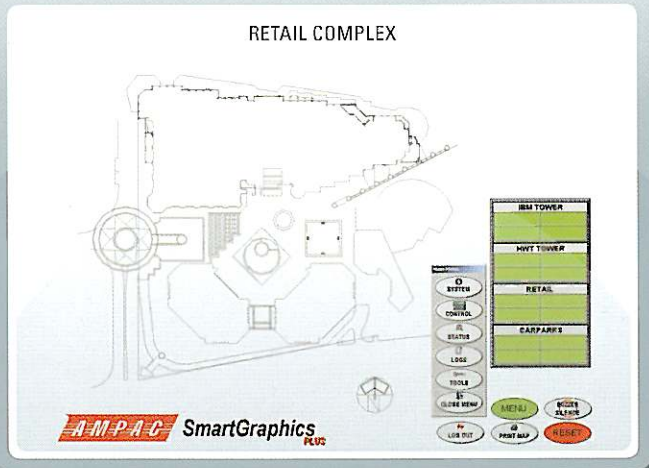 RETAIL COMPLEX
IBM TOWER
HWT TOWER
RETAIL
CARPARKS
SYSTEM
CONTROL
STATUS
LOGS
TOOLS
CLOSE MENU
MENU
BUZZER
SILENCE
LOG OUT
PRINT MAP
RESET
AMPAC SmartGraphics
PLUS